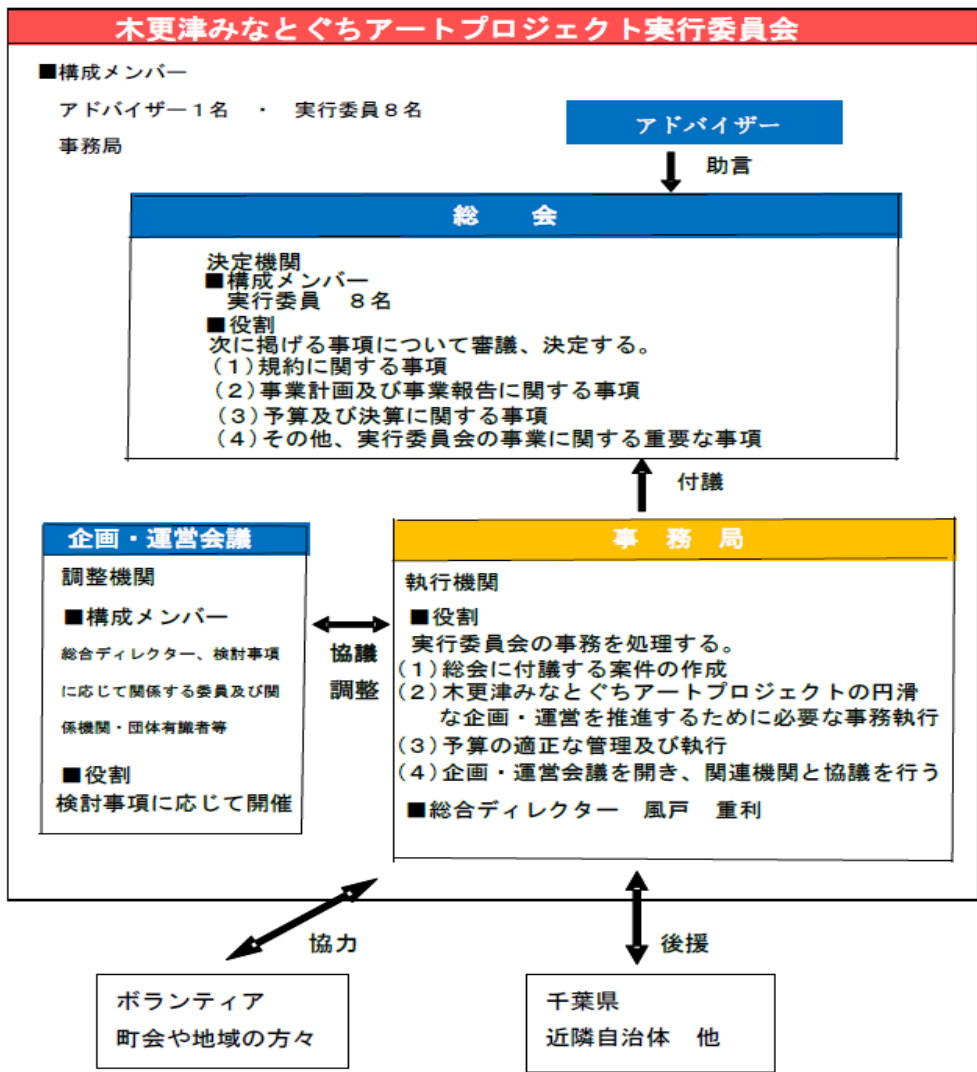 木更津みなとぐちアートプロジェクト実行委員会
■構成メンバー
アドバイザー1名　・　実行委員8名
事務局
アドバイザー
助言
総　会
決定機関
■構成メンバー
実行委員　8名
■役割
次に掲げる事項について審議、決定する。
(1)規約に関する事項
(2)事業計画及び事業報告に関する事項
(3)予算及び決算に関する事項
(4)その他、実行委員会の事業に関する重要な事項
付議
企画・運営会議
調整機関
■構成メンバー
総合ディレクター、検討事項
に応じて関係する委員及び関
係機関・団体有識者等
■役割
検討事項に応じて開催
協議
調整
事　務　局
執行機関
■役割
実行委員会の事務を処理する。
(1)総会に付議する案件の作成
(2)木更津みなとぐちアートプロジェクトの円滑
な企画・運営を推進するために必要な事務執行
(3)予算の適正な管理及び執行
(4)企画・運営会議を開き、関連機関と協議を行う
■総合ディレクター　風戸　重利
協力
後援
ボランティア
町会や地域の方々
千葉県
近隣自治体　他